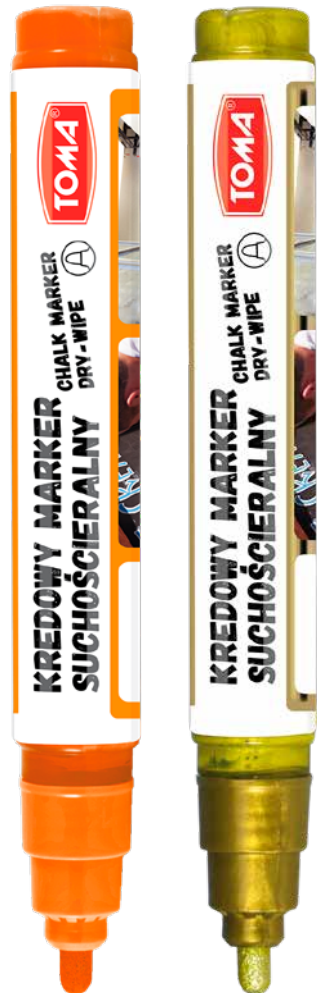 TOMA®
KREDOWY MARKER
SUCHOŚCIERALNY
CHALK MARKER
DRY-WIPE
A
TOMA®
KREDOWY MARKER
SUCHOŚCIERALNY
CHALK MARKER
DRY-WIPE
A